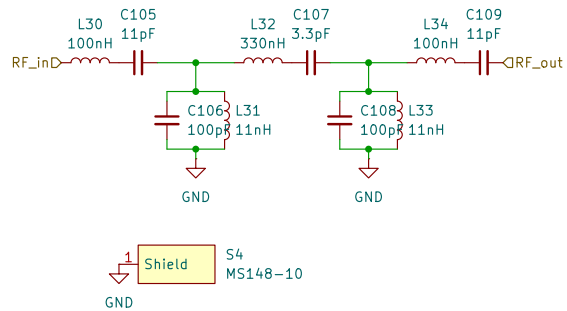 L30
100nH
C105
11pF
L32
330nH
C107
3.3pF
L34
100nH
C109
11pF
RF_in
RF_out
C106
100pF
L31
11nH
C108
100pF
L33
11nH
GND
GND
1
Shield
S4
MS148-10
GND